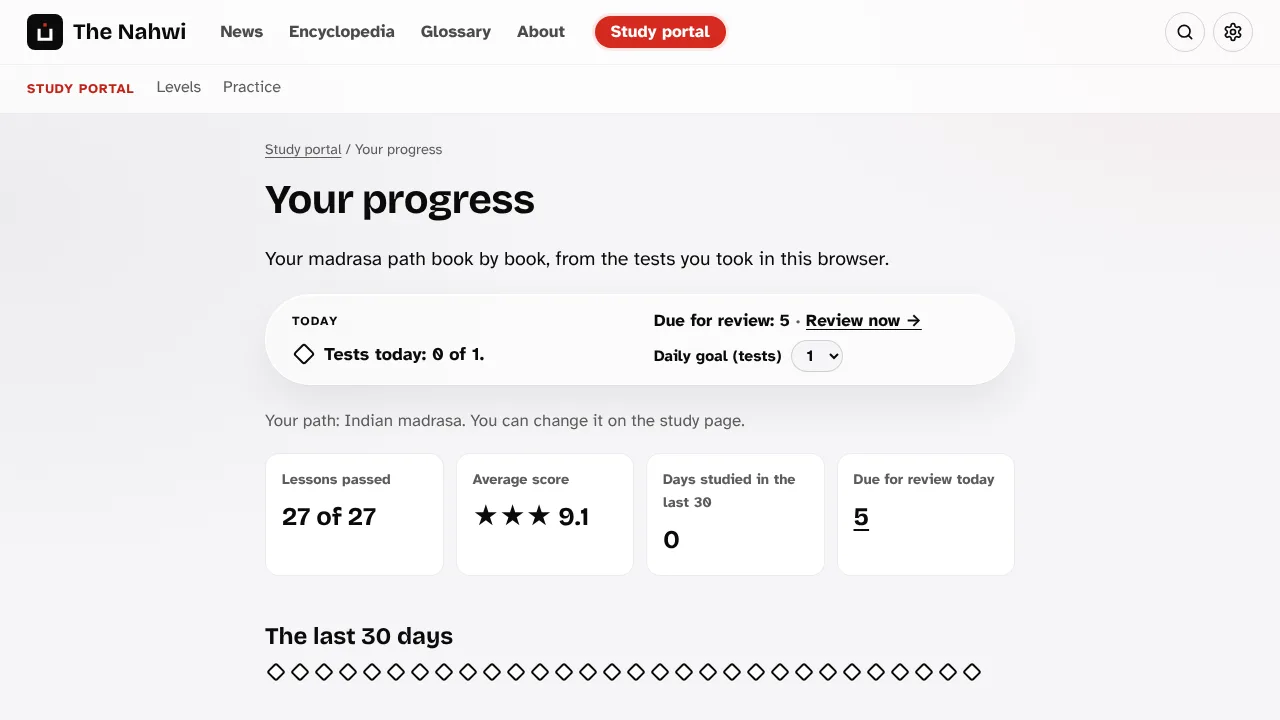 The Nahwi
News
Encyclopedia
Glossary
About
Study portal
STUDY PORTAL
Levels
Practice
Study portal / Your progress
Your progress
Your madrasa path book by book, from the tests you took in this browser.
TODAY
Tests today: 0 of 1.
Due for review: 5 · Review now →
Daily goal (tests) 1
Your path: Indian madrasa. You can change it on the study page.
Lessons passed
27 of 27
Average score
★★★ 9.1
Days studied in the
last 30
0
Due for review today
5
The last 30 days